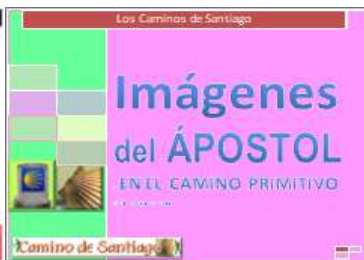 Los Caminos de Santiago
Imágenes
del ÁPOSTOL
EN EL CAMINO PRIMITIVO
Camino de Santiago